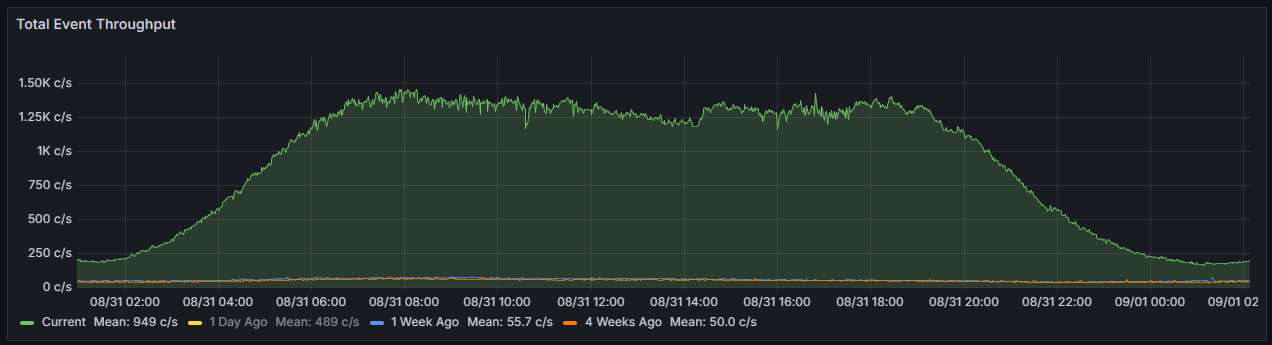 Total Event Throughput
1.50K c/s
1.25K c/s
1K c/s
750 c/s
500 c/s
250 c/s
0 c/s
08/31 02:00 08/31 04:00 08/31 06:00 08/31 08:00 08/31 10:00 08/31 12:00 08/31 14:00 08/31 16:00 08/31 18:00 08/31 20:00 08/31 22:00 09/01 00:00 09/01 02
Current Mean: 949 c/s 1 Day Ago Mean: 489 c/s 1 Week Ago Mean: 55.7 c/s 4 Weeks Ago Mean: 50.0 c/s